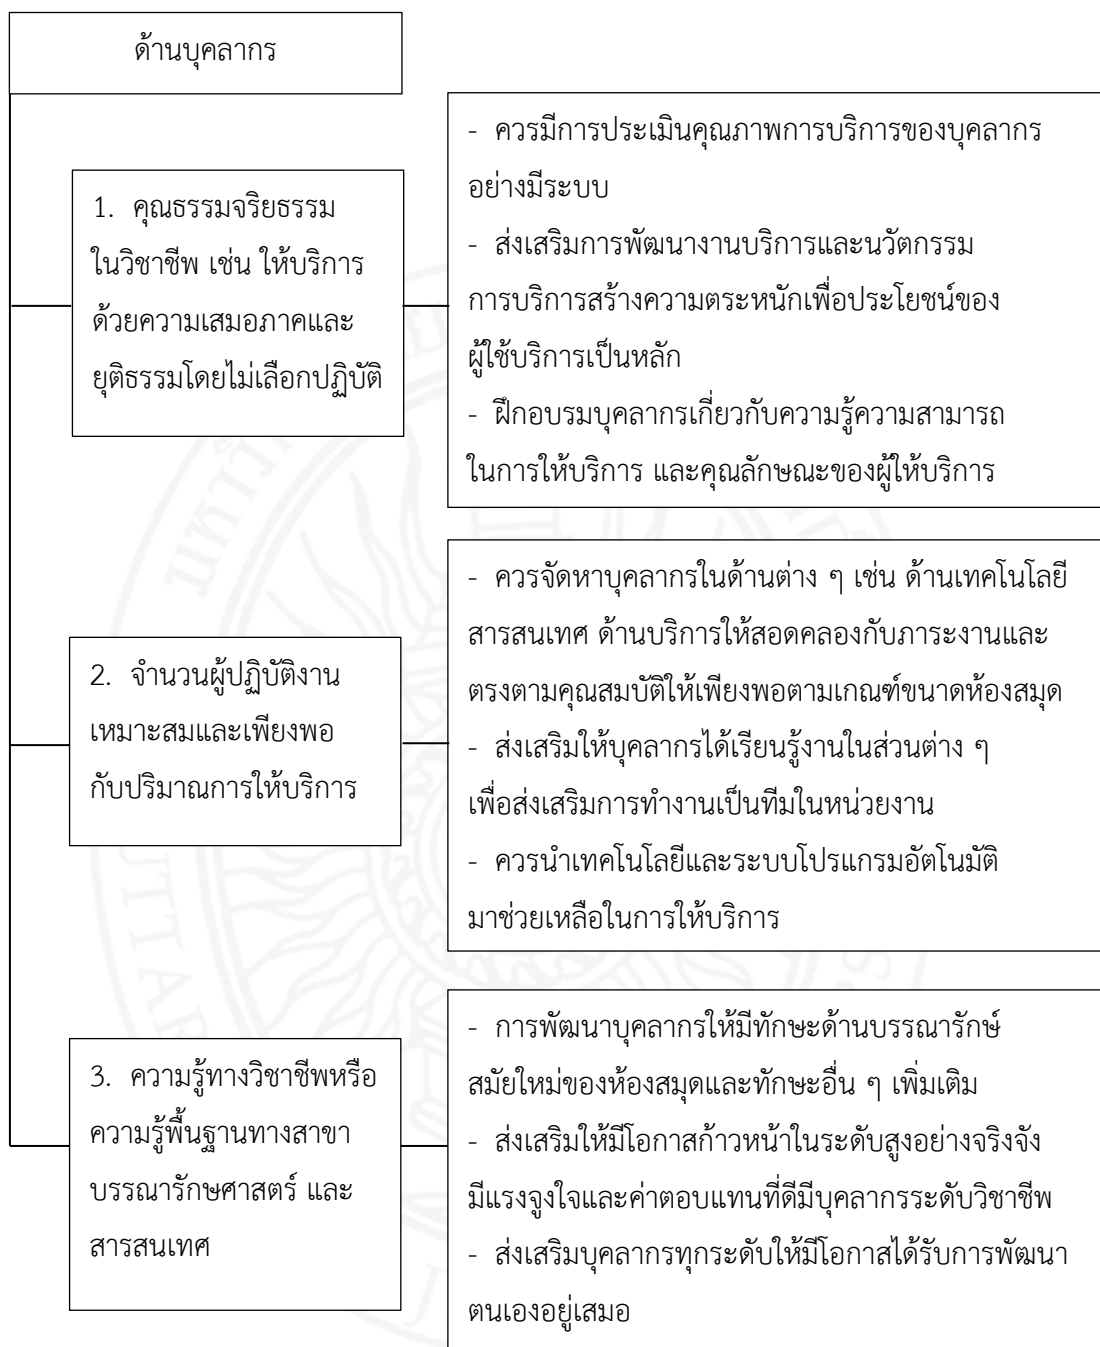 ด้านบุคลากร
1. คุณธรรมจริยธรรม
ในวิชาชีพ เช่น ให้บริการ
ด้วยความเสมอภาคและ
ยุติธรรมโดยไม่เลือกปฏิบัติ
- ควรมีการประเมินคุณภาพการบริการของบุคลากร
อย่างมีระบบ
- ส่งเสริมการพัฒนางานบริการและนวัตกรรม
การบริการสร้างความตระหนักเพื่อประโยชน์ของ
ผู้ใช้บริการเป็นหลัก
- ฝึกอบรมบุคลากรเกี่ยวกับความรู้ความสามารถ
ในการให้บริการ และคุณลักษณะของผู้ให้บริการ
2. จำนวนผู้ปฏิบัติงาน
เหมาะสมและเพียงพอ
กับปริมาณการให้บริการ
- ควรจัดหาบุคลากรในด้านต่าง ๆ เช่น ด้านเทคโนโลยี
สารสนเทศ ด้านบริการให้สอดคลองกับภาระงานและ
ตรงตามคุณสมบัติให้เพียงพอตามเกณฑ์ขนาดห้องสมุด
- ส่งเสริมให้บุคลากรได้เรียนรู้งานในส่วนต่าง ๆ
เพื่อส่งเสริมการทำงานเป็นทีมในหน่วยงาน
- ควรนำเทคโนโลยีและระบบโปรแกรมอัตโนมัติ
มาช่วยเหลือในการให้บริการ
3. ความรู้ทางวิชาชีพหรือ
ความรู้พื้นฐานทางสาขา
บรรณารักษศาสตร์ และ
สารสนเทศ
- การพัฒนาบุคลากรให้มีทักษะด้านบรรณารักษ์
สมัยใหม่ของห้องสมุดและทักษะอื่น ๆ เพิ่มเติม
- ส่งเสริมให้มีโอกาสก้าวหน้าในระดับสูงอย่างจริงจัง
มีแรงจูงใจและค่าตอบแทนที่ดีมีบุคลากรระดับวิชาชีพ
- ส่งเสริมบุคลากรทุกระดับให้มีโอกาสได้รับการพัฒนา
ตนเองอยู่เสมอ